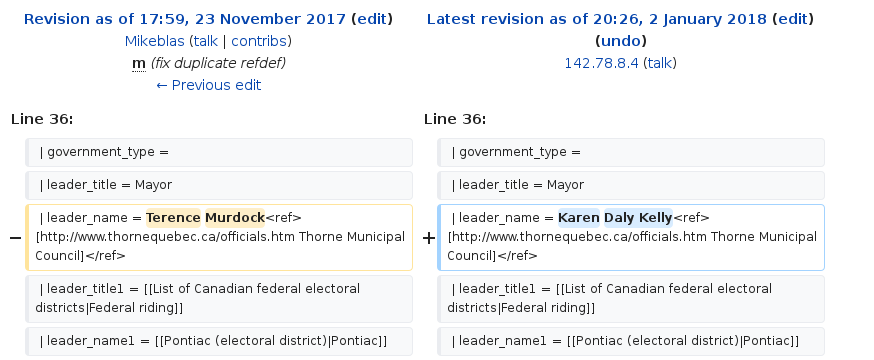 Revision as of 17:59, 23 November 2017 (edit)
Mikeblas (talk | contribs)
m (fix duplicate refdef)
← Previous edit
Latest revision as of 20:26, 2 January 2018 (edit)
(undo)
142.78.8.4 (talk)
Line 36:
Line 36:
| government_type =
| government_type =
| leader_title = Mayor
| leader_title = Mayor
− | leader_name = Terence Murdock<ref>
[http://www.thornequebec.ca/officials.htm Thorne Municipal
Council]</ref>
+ | leader_name = Karen Daly Kelly<ref>
[http://www.thornequebec.ca/officials.htm Thorne Municipal
Council]</ref>
| leader_title1 = [[List of Canadian federal electoral
districts|Federal riding]]
| leader_title1 = [[List of Canadian federal electoral
districts|Federal riding]]
| leader_name1 = [[Pontiac (electoral district)|Pontiac]]
| leader_name1 = [[Pontiac (electoral district)|Pontiac]]